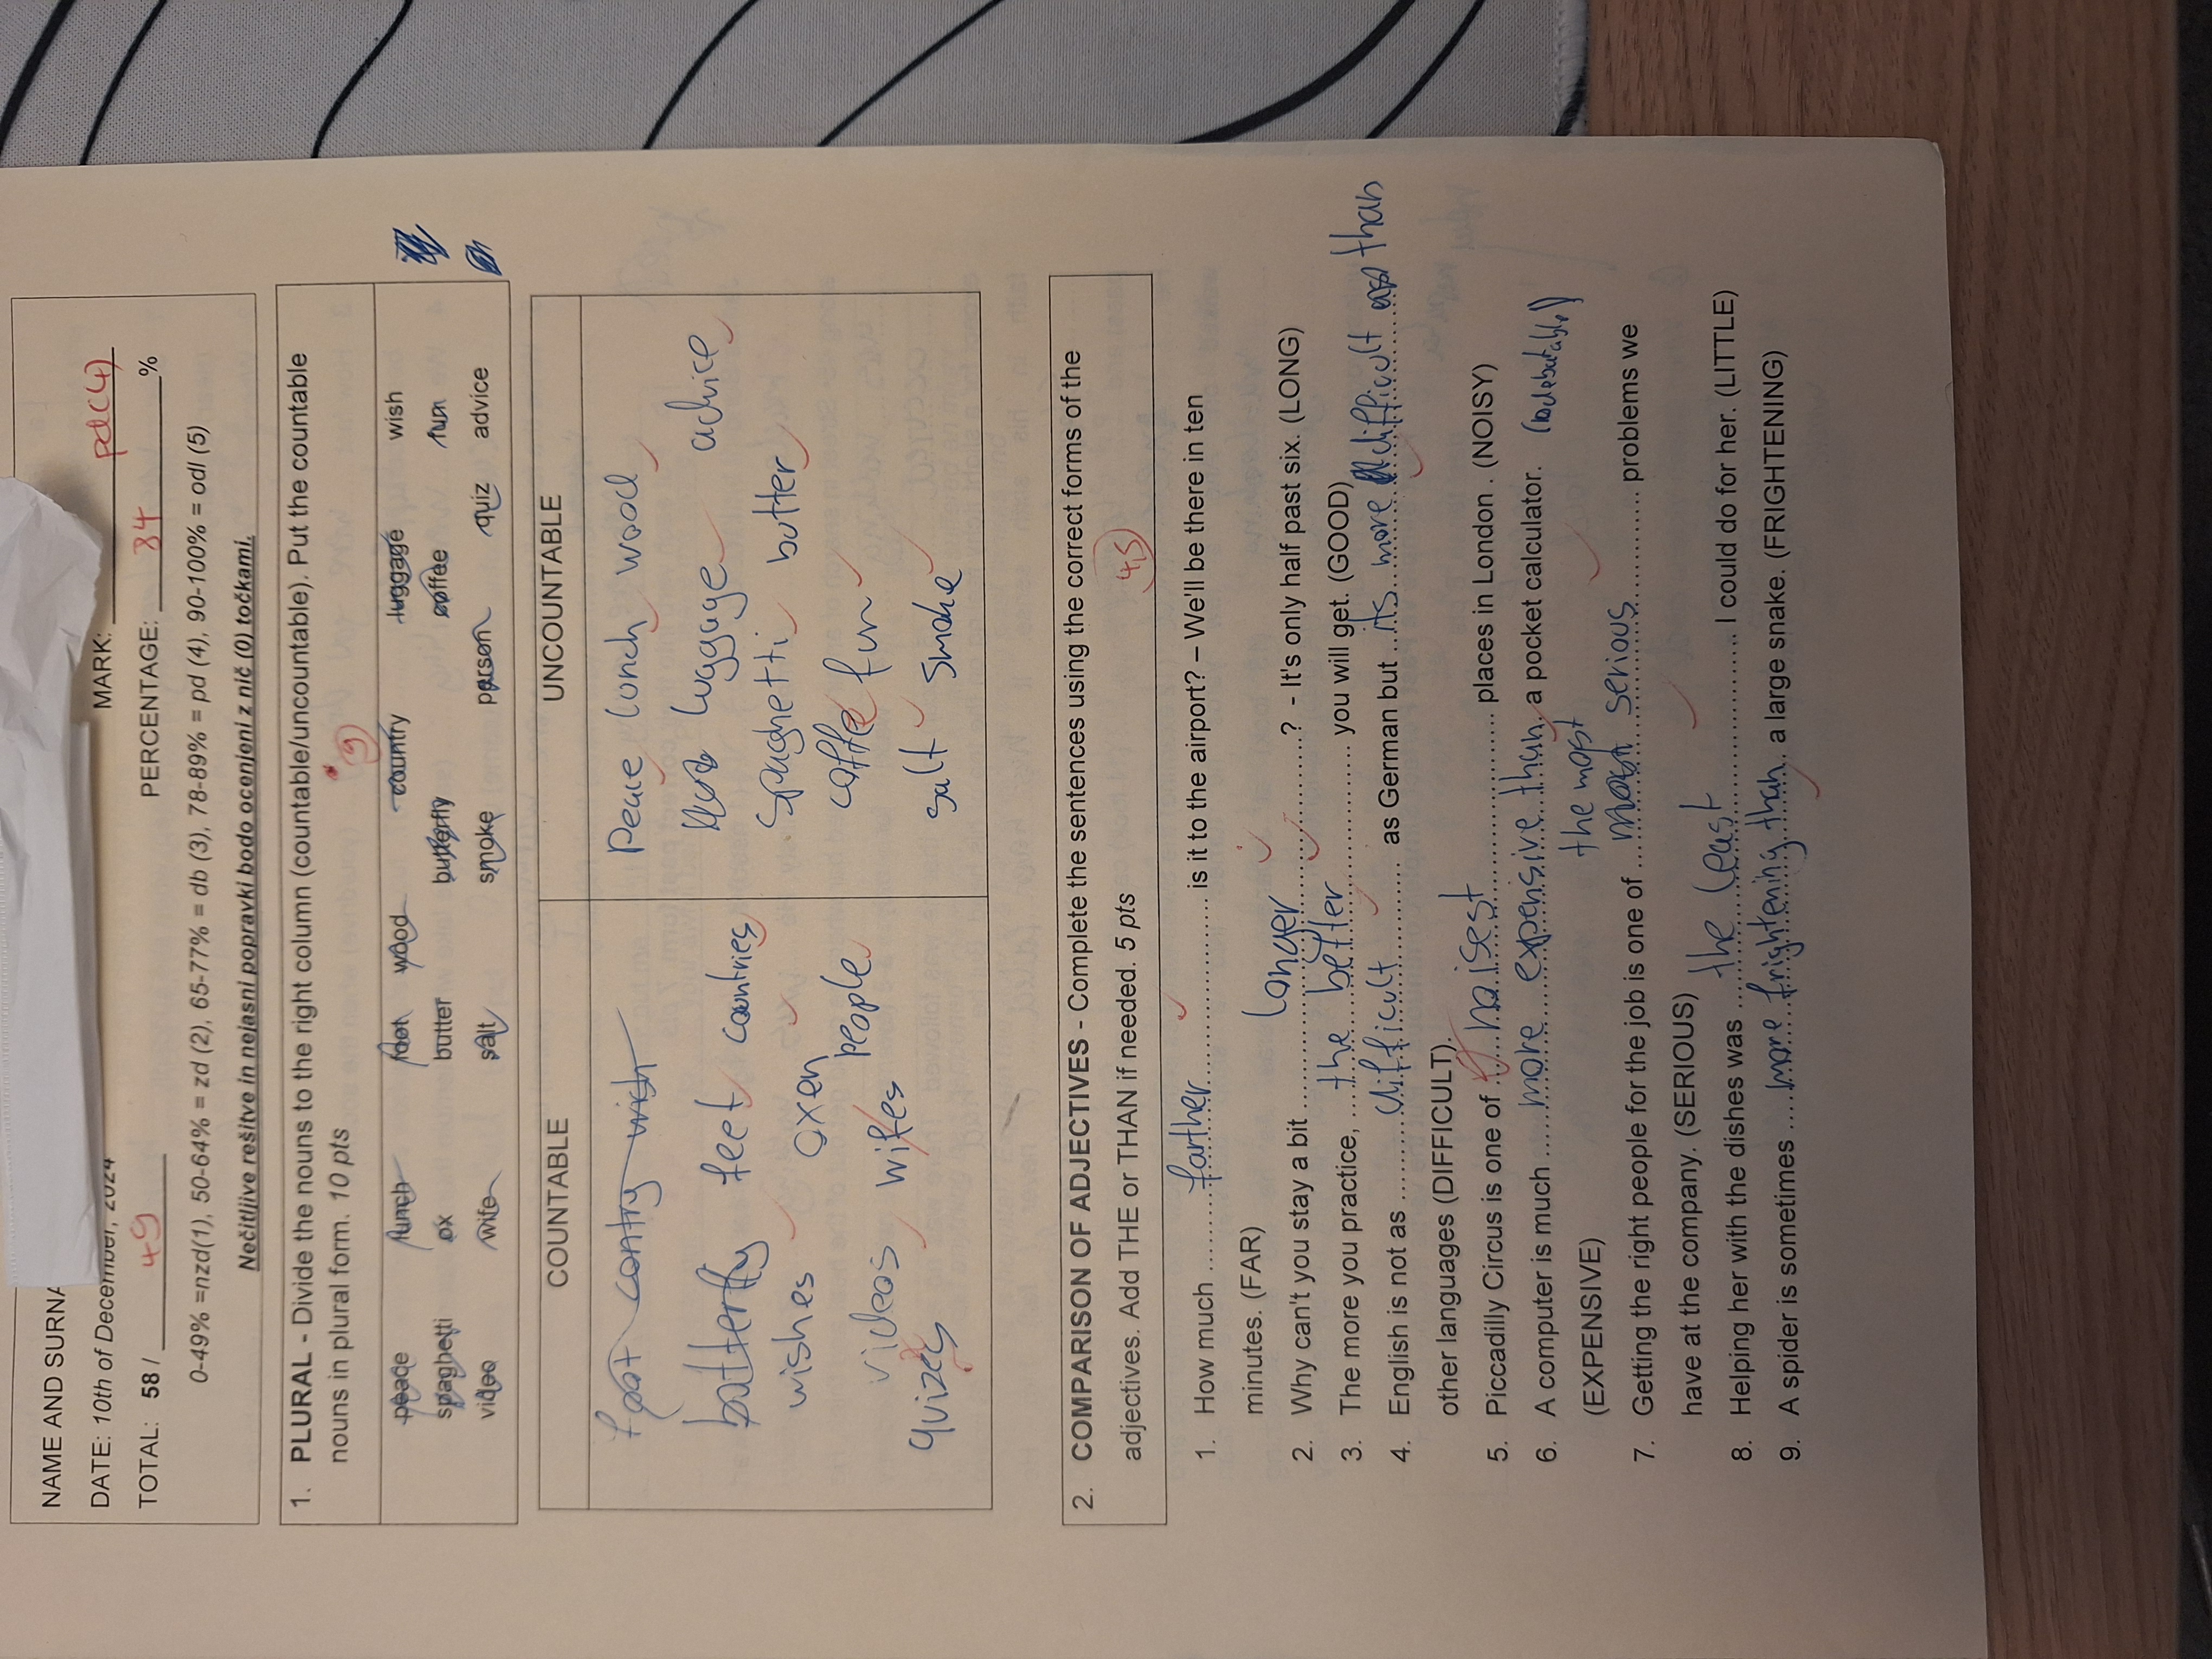 NAME AND SURNA
DATE: 10th of December, 2024 MARK: pd(4)
TOTAL: 58 / 49 PERCENTAGE: 84 %
0-49% =nzd(1), 50-64% = zd (2), 65-77% = db (3), 78-89% = pd (4), 90-100% = odl (5)
Nečitljive rešitve in nejasni popravki bodo ocenjeni z nič (0) točkami.
1. PLURAL - Divide the nouns to the right column (countable/uncountable). Put the countable
nouns in plural form. 10 pts 9
peace lunch foot wood country luggage wish
spaghetti ox butter butterfly coffee fun
video wife salt smoke person quiz advice
COUNTABLE UNCOUNTABLE
foot contry wish Peace lunch wood
butterfly feet countries luggage advice
wishes oxen spaghetti butter
people coffe fun
videos wifes
quizes salt smoke
2. COMPARISON OF ADJECTIVES - Complete the sentences using the correct forms of the
adjectives. Add THE or THAN if needed. 5 pts 4,5
1. How much farther is it to the airport? – We'll be there in ten
minutes. (FAR)
2. Why can't you stay a bit longer ? - It's only half past six. (LONG)
3. The more you practice, the better you will get. (GOOD)
4. English is not as difficult as German but its more difficult than
other languages (DIFFICULT).
5. Piccadilly Circus is one of noisest places in London . (NOISY)
6. A computer is much more expensive than a pocket calculator.
(EXPENSIVE) the most
7. Getting the right people for the job is one of most serious problems we
have at the company. (SERIOUS)
8. Helping her with the dishes was the least I could do for her. (LITTLE)
9. A spider is sometimes more frightening than a large snake. (FRIGHTENING)